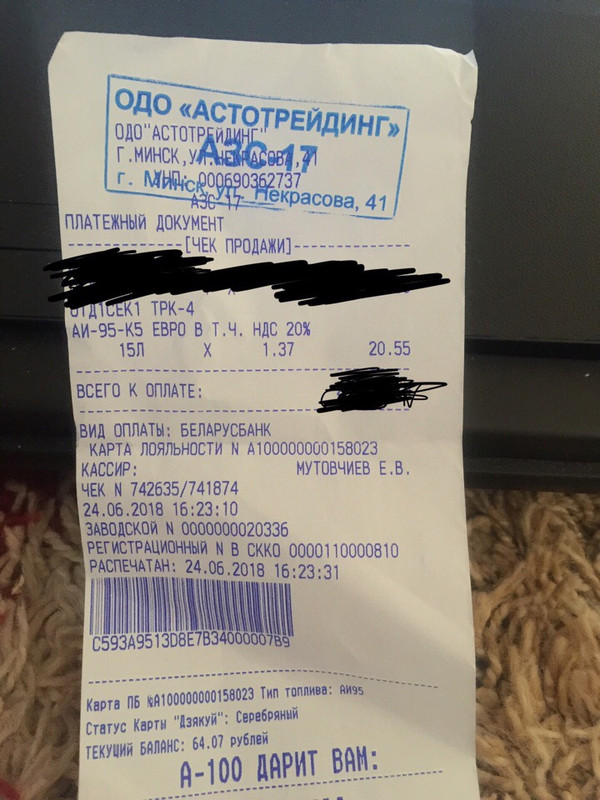 ОДО «АСТОТРЕЙДИНГ»
АЗС 17
г. Минск, ул. Некрасова, 41
ОДО"АСТОТРЕЙДИНГ"
Г.МИНСК,УЛ.НЕКРАСОВА,41
УНП: 000690362737
АЗС 17
ПЛАТЕЖНЫЙ ДОКУМЕНТ
[ЧЕК ПРОДАЖИ]
ОТД1СЕК1 ТРК-4
АИ-95-К5 ЕВРО В Т.Ч. НДС 20%
15Л Х 1.37 20.55
ВСЕГО К ОПЛАТЕ:
ВИД ОПЛАТЫ: БЕЛАРУСБАНК
КАРТА ЛОЯЛЬНОСТИ N А100000000158023
КАССИР: МУТОВЧИЕВ Е.В.
ЧЕК N 742635/741874
24.06.2018 16:23:10
ЗАВОДСКОЙ N 0000000020336
РЕГИСТРАЦИОННЫЙ N В СККО 0000110000810
РАСПЕЧАТАН: 24.06.2018 16:23:31
C593A9513D8E7B34000007B9
Карта ПБ №А100000000158023 Тип топлива: АИ95
Статус Карты "Дзякуй": Серебряный
ТЕКУЩИЙ БАЛАНС: 64.07 рублей
А-100 ДАРИТ ВАМ: